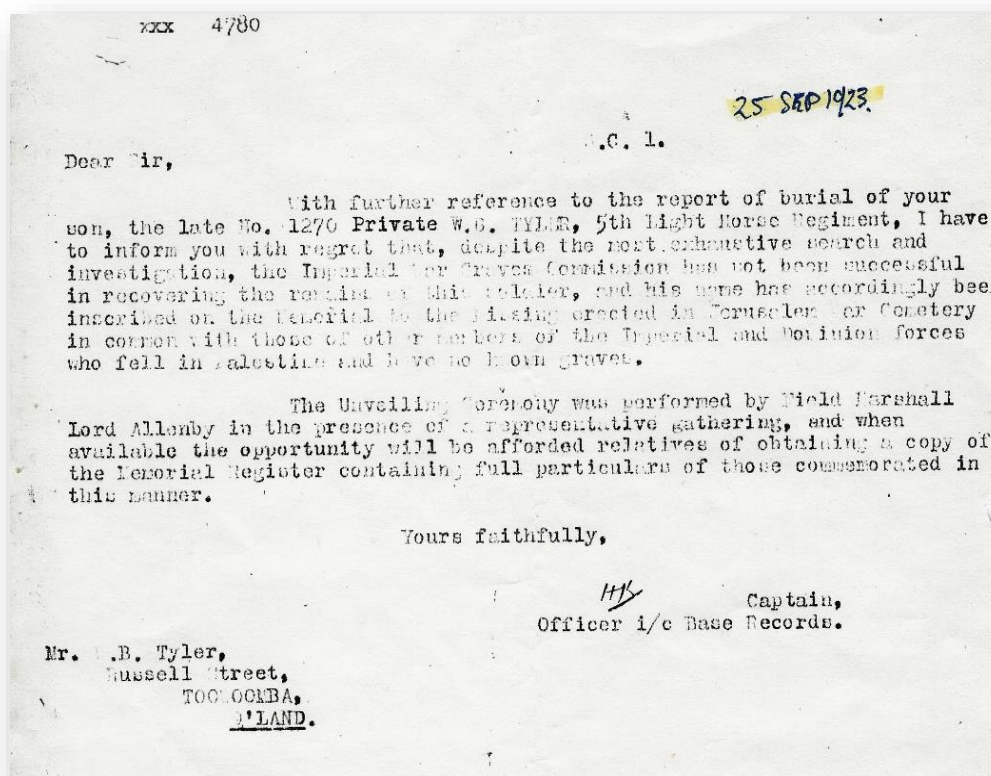 xxx 4780
25 SEP 1923.
.C. 1.
Dear Sir,
With further reference to the report of burial of your
son, the late No. 1270 Private TYLER, 5th Light Horse Regiment, I have
to inform you with regret that, despite the most exhaustive search and
investigation, the Imperial War Graves Commission has not been successful
in recovering the remains of this soldier, and his name has accordingly bee
inscribed on the Memorial to the Missing erected in Jerusalem War Cemetery
in common with those of other members of the Imperial and Dominion forces
who fell in Palestine and have no known graves.
The Unveiling Ceremony was performed by Field Marshall
Lord Allenby in the presence of a representative gathering, and when
available the opportunity will be afforded relatives of obtaining a copy of
the Memorial Register containing full particulars of those commemorated in
this manner.
Yours faithfully,
Captain,
Officer i/c Base Records.
Mr. .B. Tyler,
Russell Street,
TOOWOOMBA,
Q'LAND.